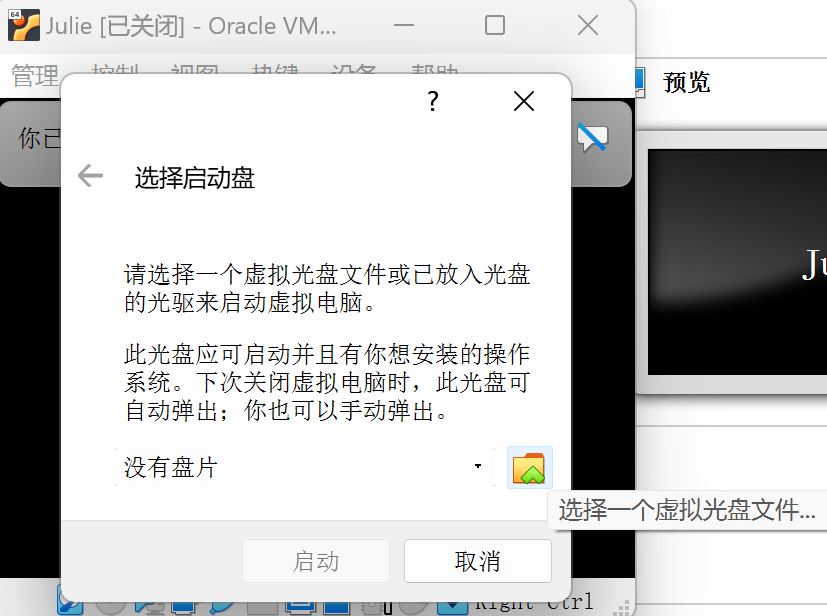 64
Julie [已关闭] - Oracle VM...
管理 控制 视图 热键 设备 帮助
预览
?
你已
选择启动盘
请选择一个虚拟光盘文件或已放入光盘
的光驱来启动虚拟电脑。
此光盘应可启动并且有你想安装的操作
系统。下次关闭虚拟电脑时，此光盘可
自动弹出；你也可以手动弹出。
没有盘片
选择一个虚拟光盘文件...
启动 取消
Right Ctrl
Ju